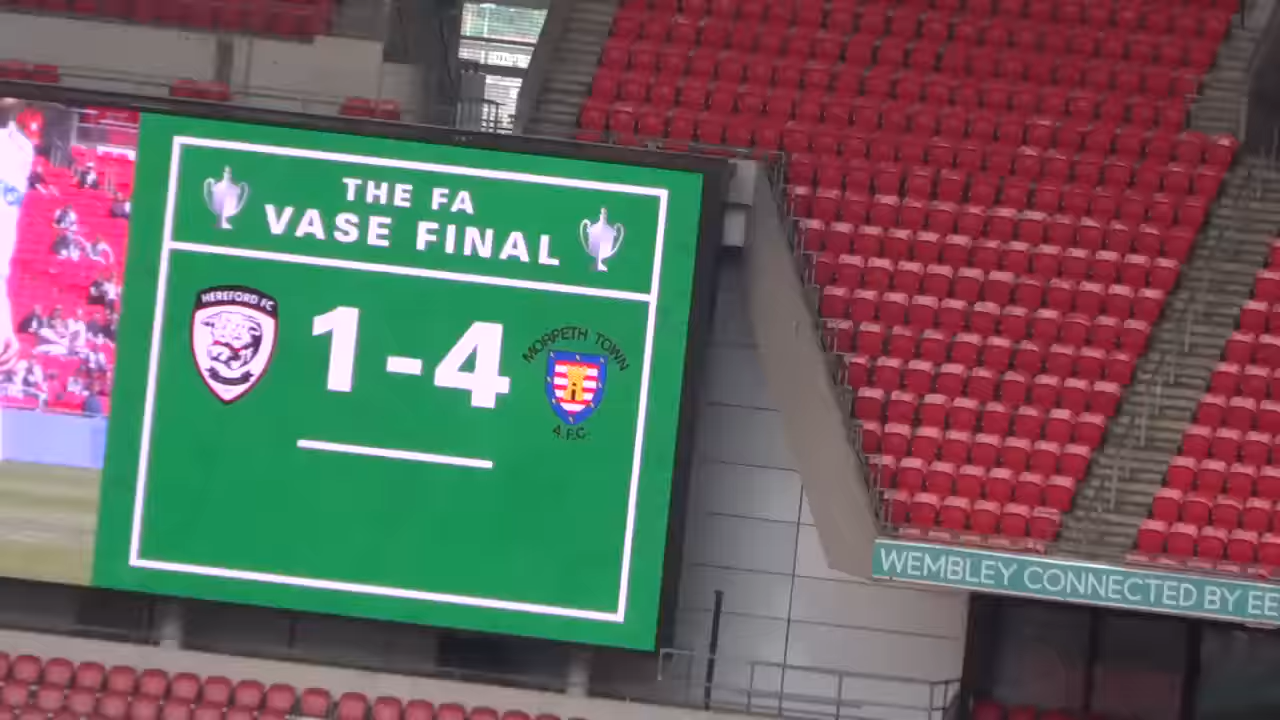 THE FA
VASE FINAL
HEREFORD FC
1-4
MORPETH TOWN
A.F.C.
WEMBLEY CONNECTED BY EE